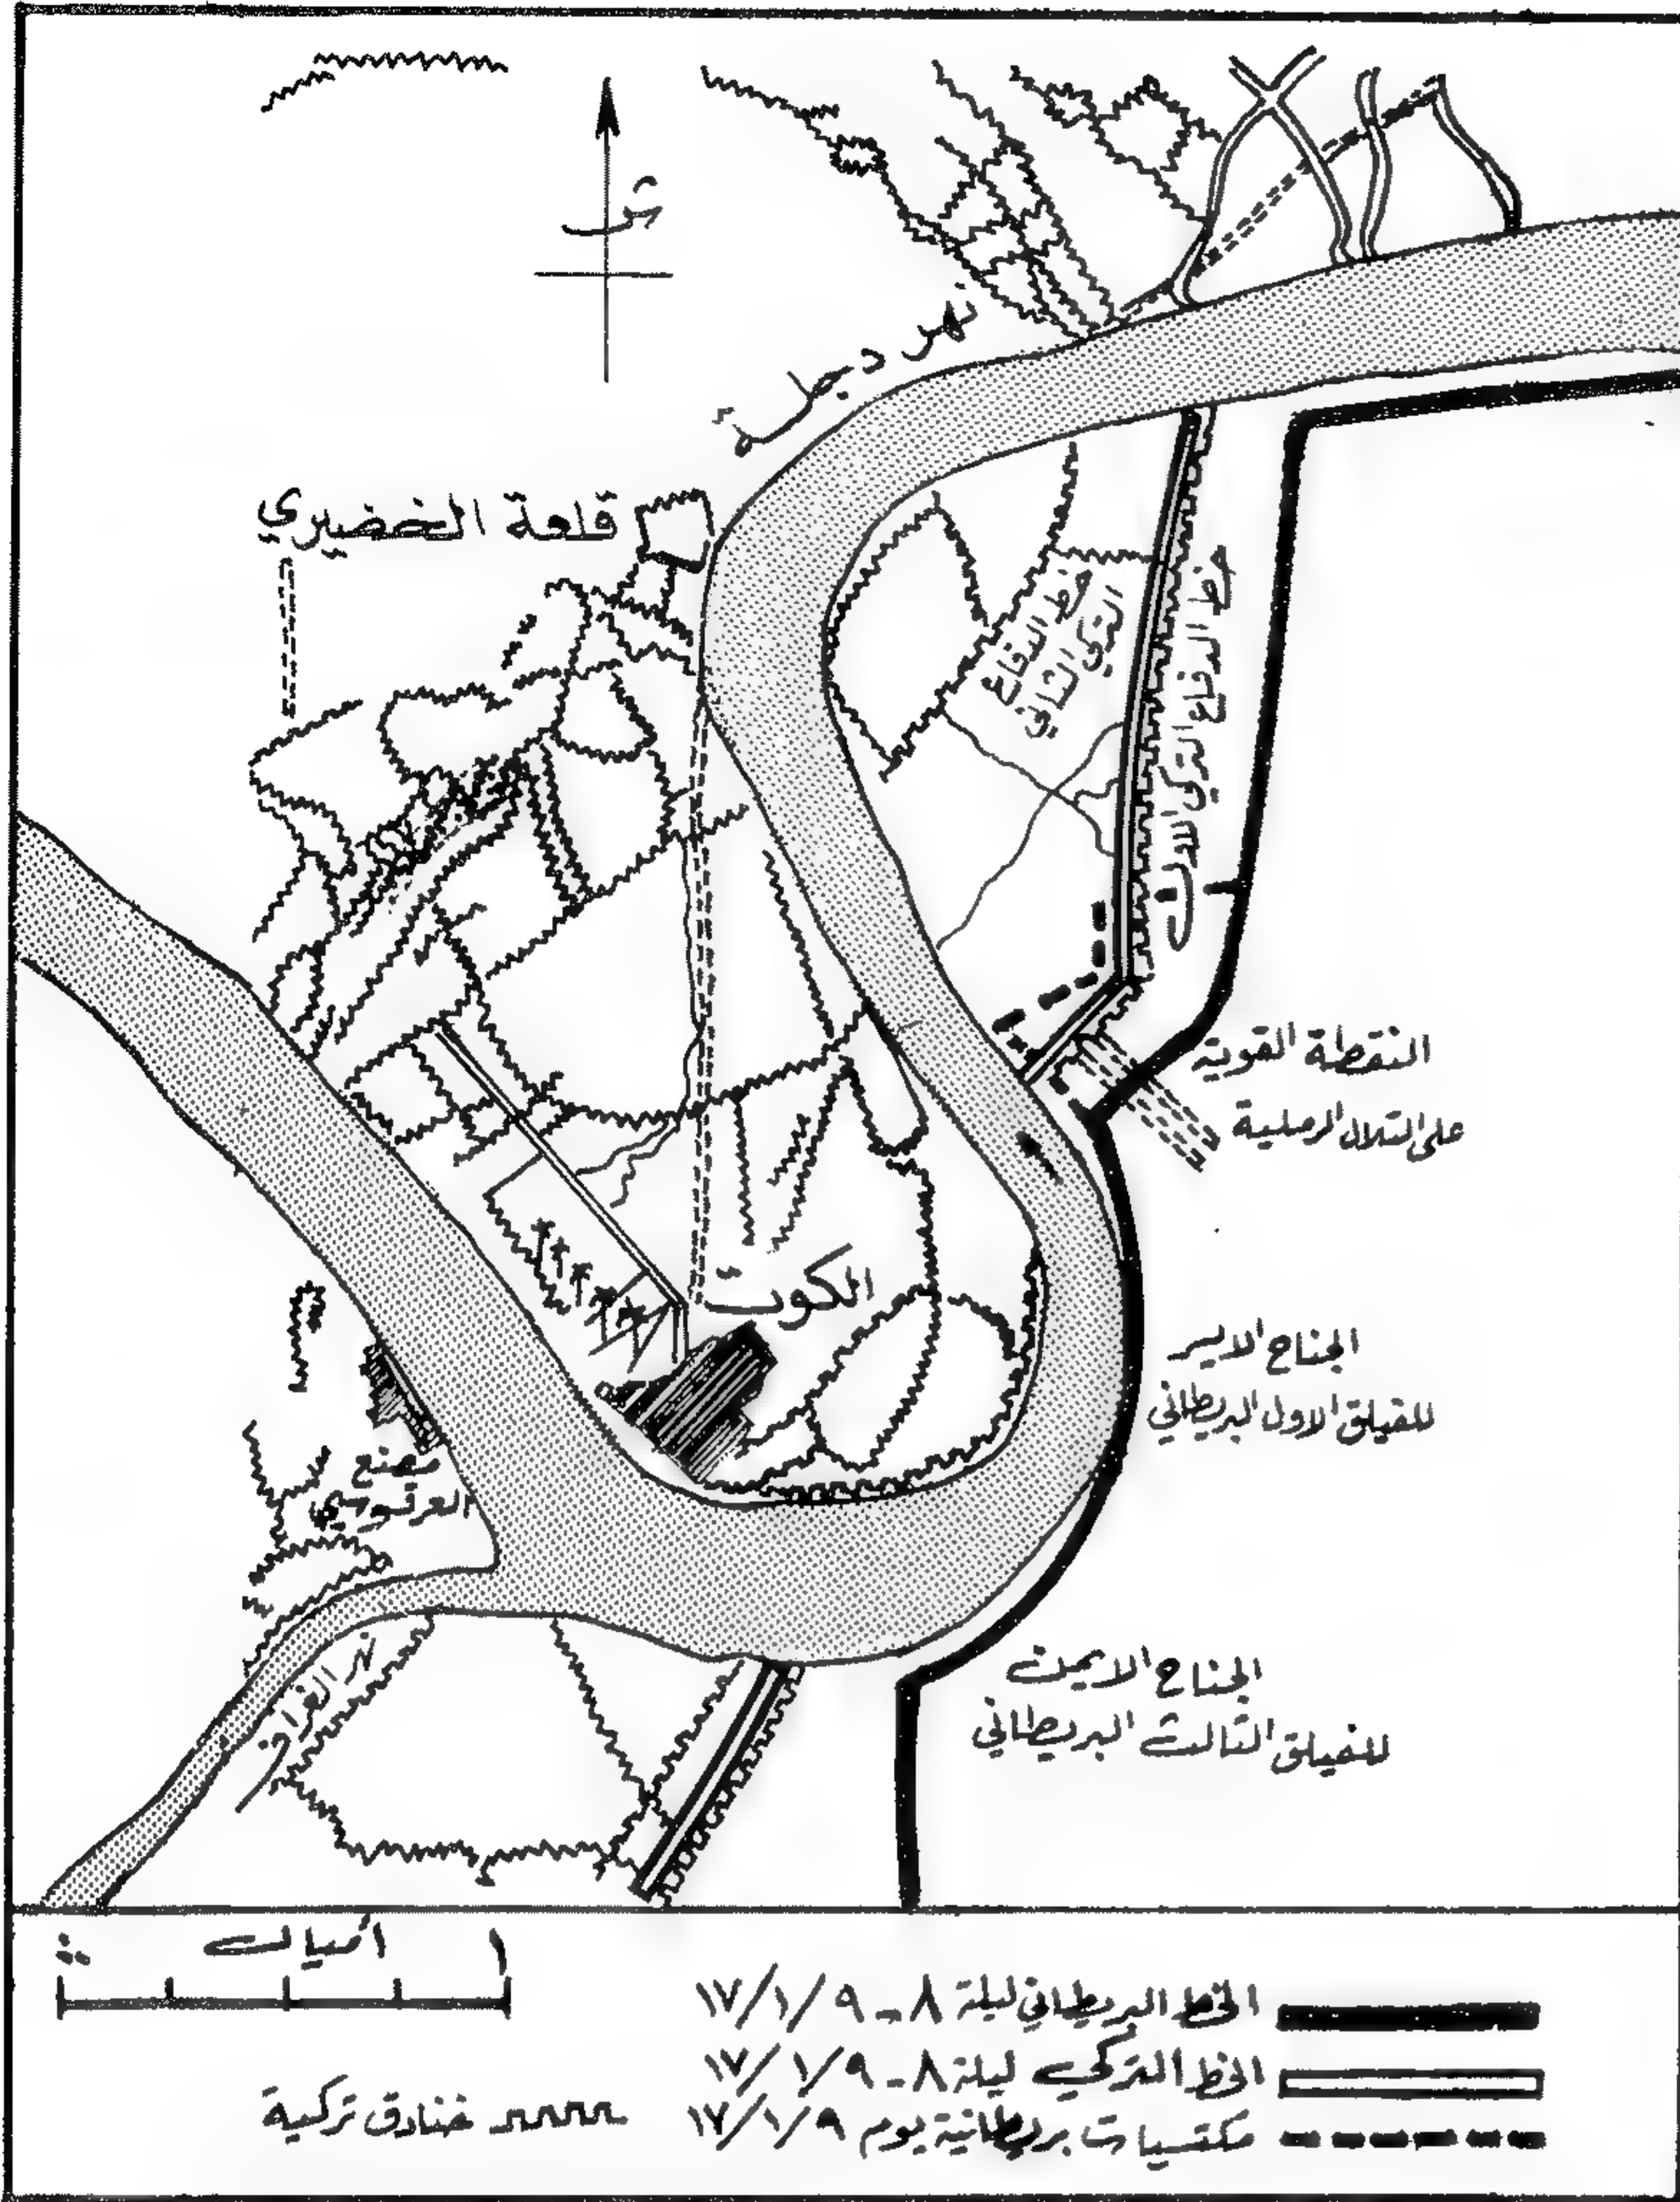 ش
نهر دجلة
قلعة الخضيري
خط الدفاع
التركي الثاني
خط الدفاع التركي الاول
النقطة القوية
على التلال الرملية
الكوت
الجناح الايسر
للفيلق الاول البريطاني
مصنع
العرقسوس
نهر الغراف
الجناح الايمن
للفيلق الثالث البريطاني
١ أميال
الخط البريطاني ليلة ٨ - ١٧/١/٩
الخط التركي ليلة ٨ - ١٧/١/٩
مكتسبات بريطانية يوم ١٧/١/٩
خنادق تركية